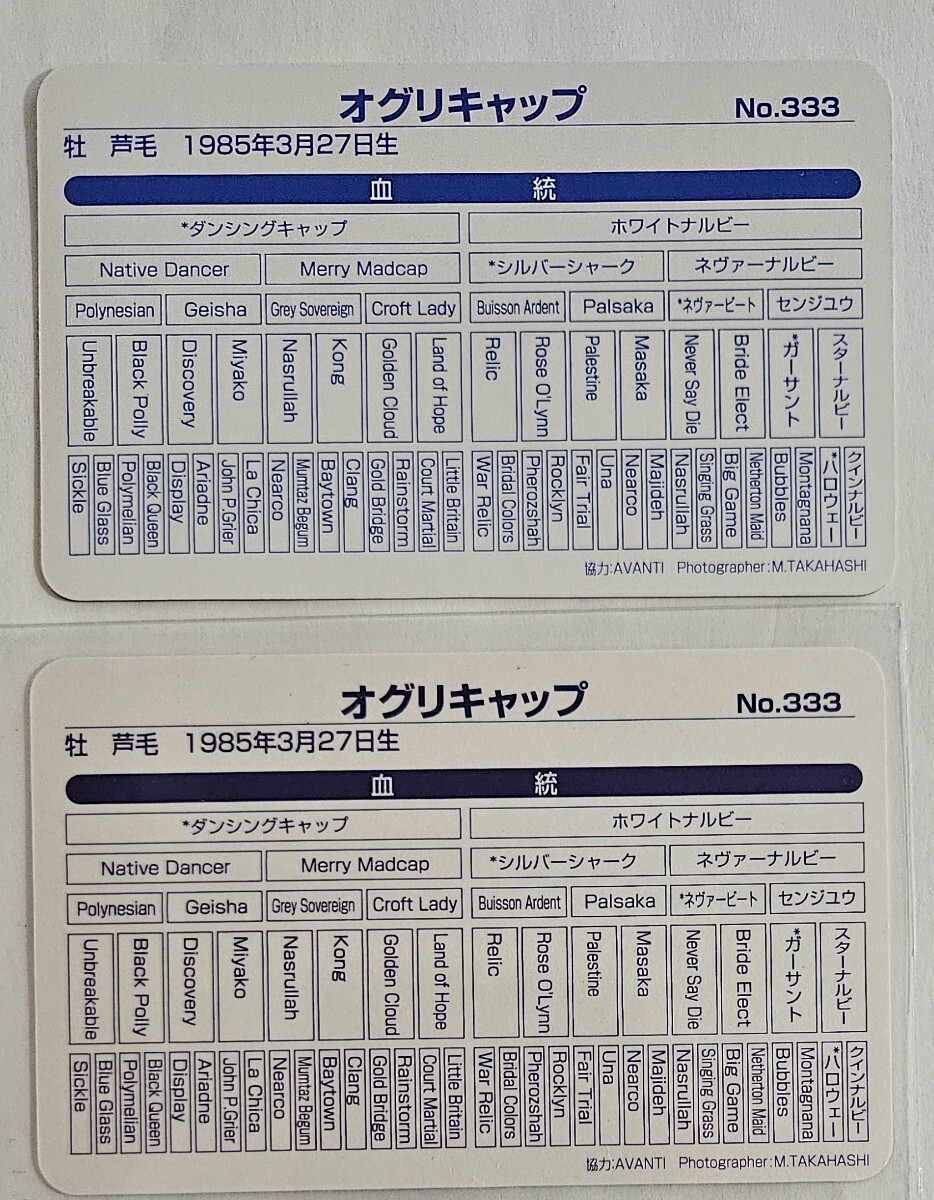 オグリキャップ No.333
牡 芦毛 1985年3月27日生
血 統
*ダンシングキャップ ホワイトナルビー
Native Dancer Merry Madcap *シルバーシャーク ネヴァーナルビー
Polynesian Geisha Grey Sovereign Croft Lady Buisson Ardent Palsaka *ネヴァービート センジュウ
Unbreakable Black Polly Discovery Miyako Nasrullah Kong Golden Cloud Land of Hope Relic Rose O'Lynn Palestine Masaka Never Say Die Bride Elect *ガーサント スターナルビー
Sickle Blue Glass Polymelian Black Queen Display Ariadne John P.Grier La Chica Nearco Mumtaz Begum Baytown Clang Gold Bridge Rainstorm Court Martial Little Britain War Relic Bridal Colors Pherozshah Rocklyn Fair Trial Una Nearco Majideh Nasrullah Singing Grass Big Game Netherton Maid Bubbles Montagnana *ハロウェー クヰンナルビー
協力:AVANTI Photographer:M.TAKAHASHI
オグリキャップ No.333
牡 芦毛 1985年3月27日生
血 統
*ダンシングキャップ ホワイトナルビー
Native Dancer Merry Madcap *シルバーシャーク ネヴァーナルビー
Polynesian Geisha Grey Sovereign Croft Lady Buisson Ardent Palsaka *ネヴァービート センジュウ
Unbreakable Black Polly Discovery Miyako Nasrullah Kong Golden Cloud Land of Hope Relic Rose O'Lynn Palestine Masaka Never Say Die Bride Elect *ガーサント スターナルビー
Sickle Blue Glass Polymelian Black Queen Display Ariadne John P.Grier La Chica Nearco Mumtaz Begum Baytown Clang Gold Bridge Rainstorm Court Martial Little Britain War Relic Bridal Colors Pherozshah Rocklyn Fair Trial Una Nearco Majideh Nasrullah Singing Grass Big Game Netherton Maid Bubbles Montagnana *ハロウェー クヰンナルビー
協力:AVANTI Photographer:M.TAKAHASHI